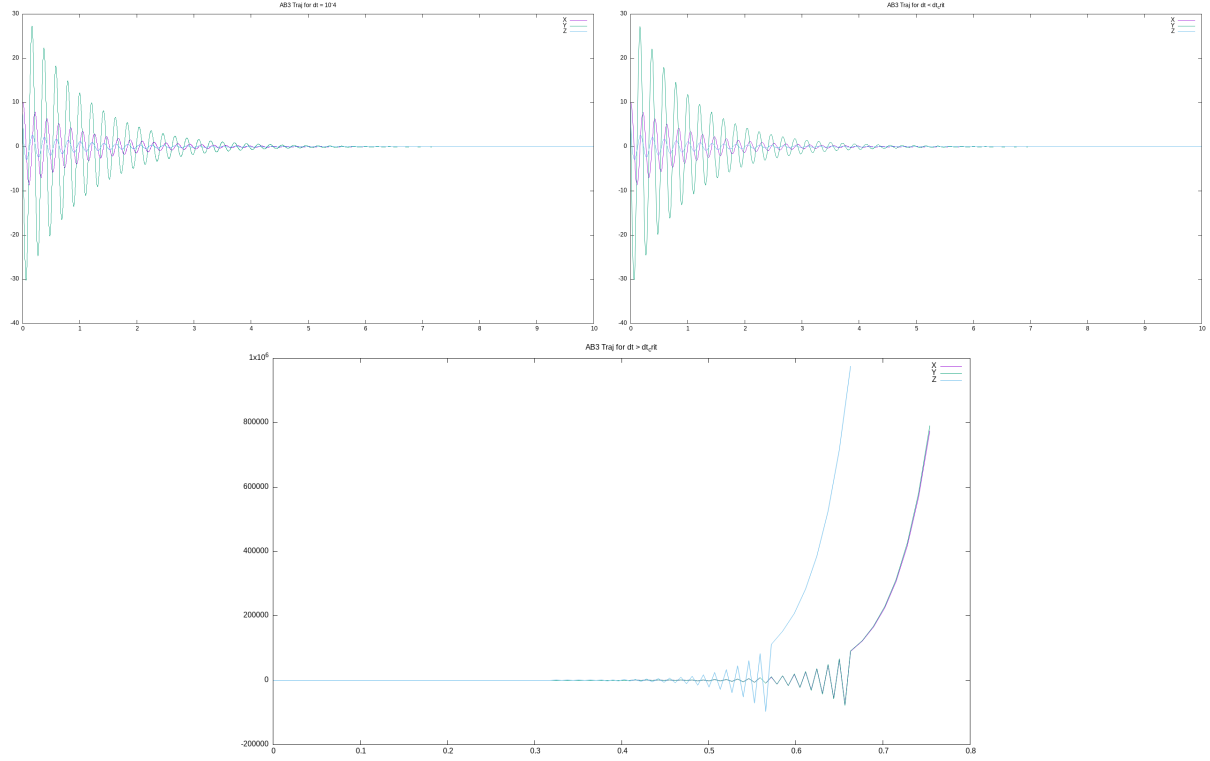 AB3 Traj for dt = 10^4
30
20
10
0
-10
-20
-30
-40
0 1 2 3 4 5 6 7 8 9 10
X
Y
Z
AB3 Traj for dt < dtcrit
30
20
10
0
-10
-20
-30
-40
0 1 2 3 4 5 6 7 8 9 10
X
Y
Z
AB3 Traj for dt > dtcrit
1x10⁶
800000
600000
400000
200000
0
-200000
0 0.1 0.2 0.3 0.4 0.5 0.6 0.7 0.8
X
Y
Z